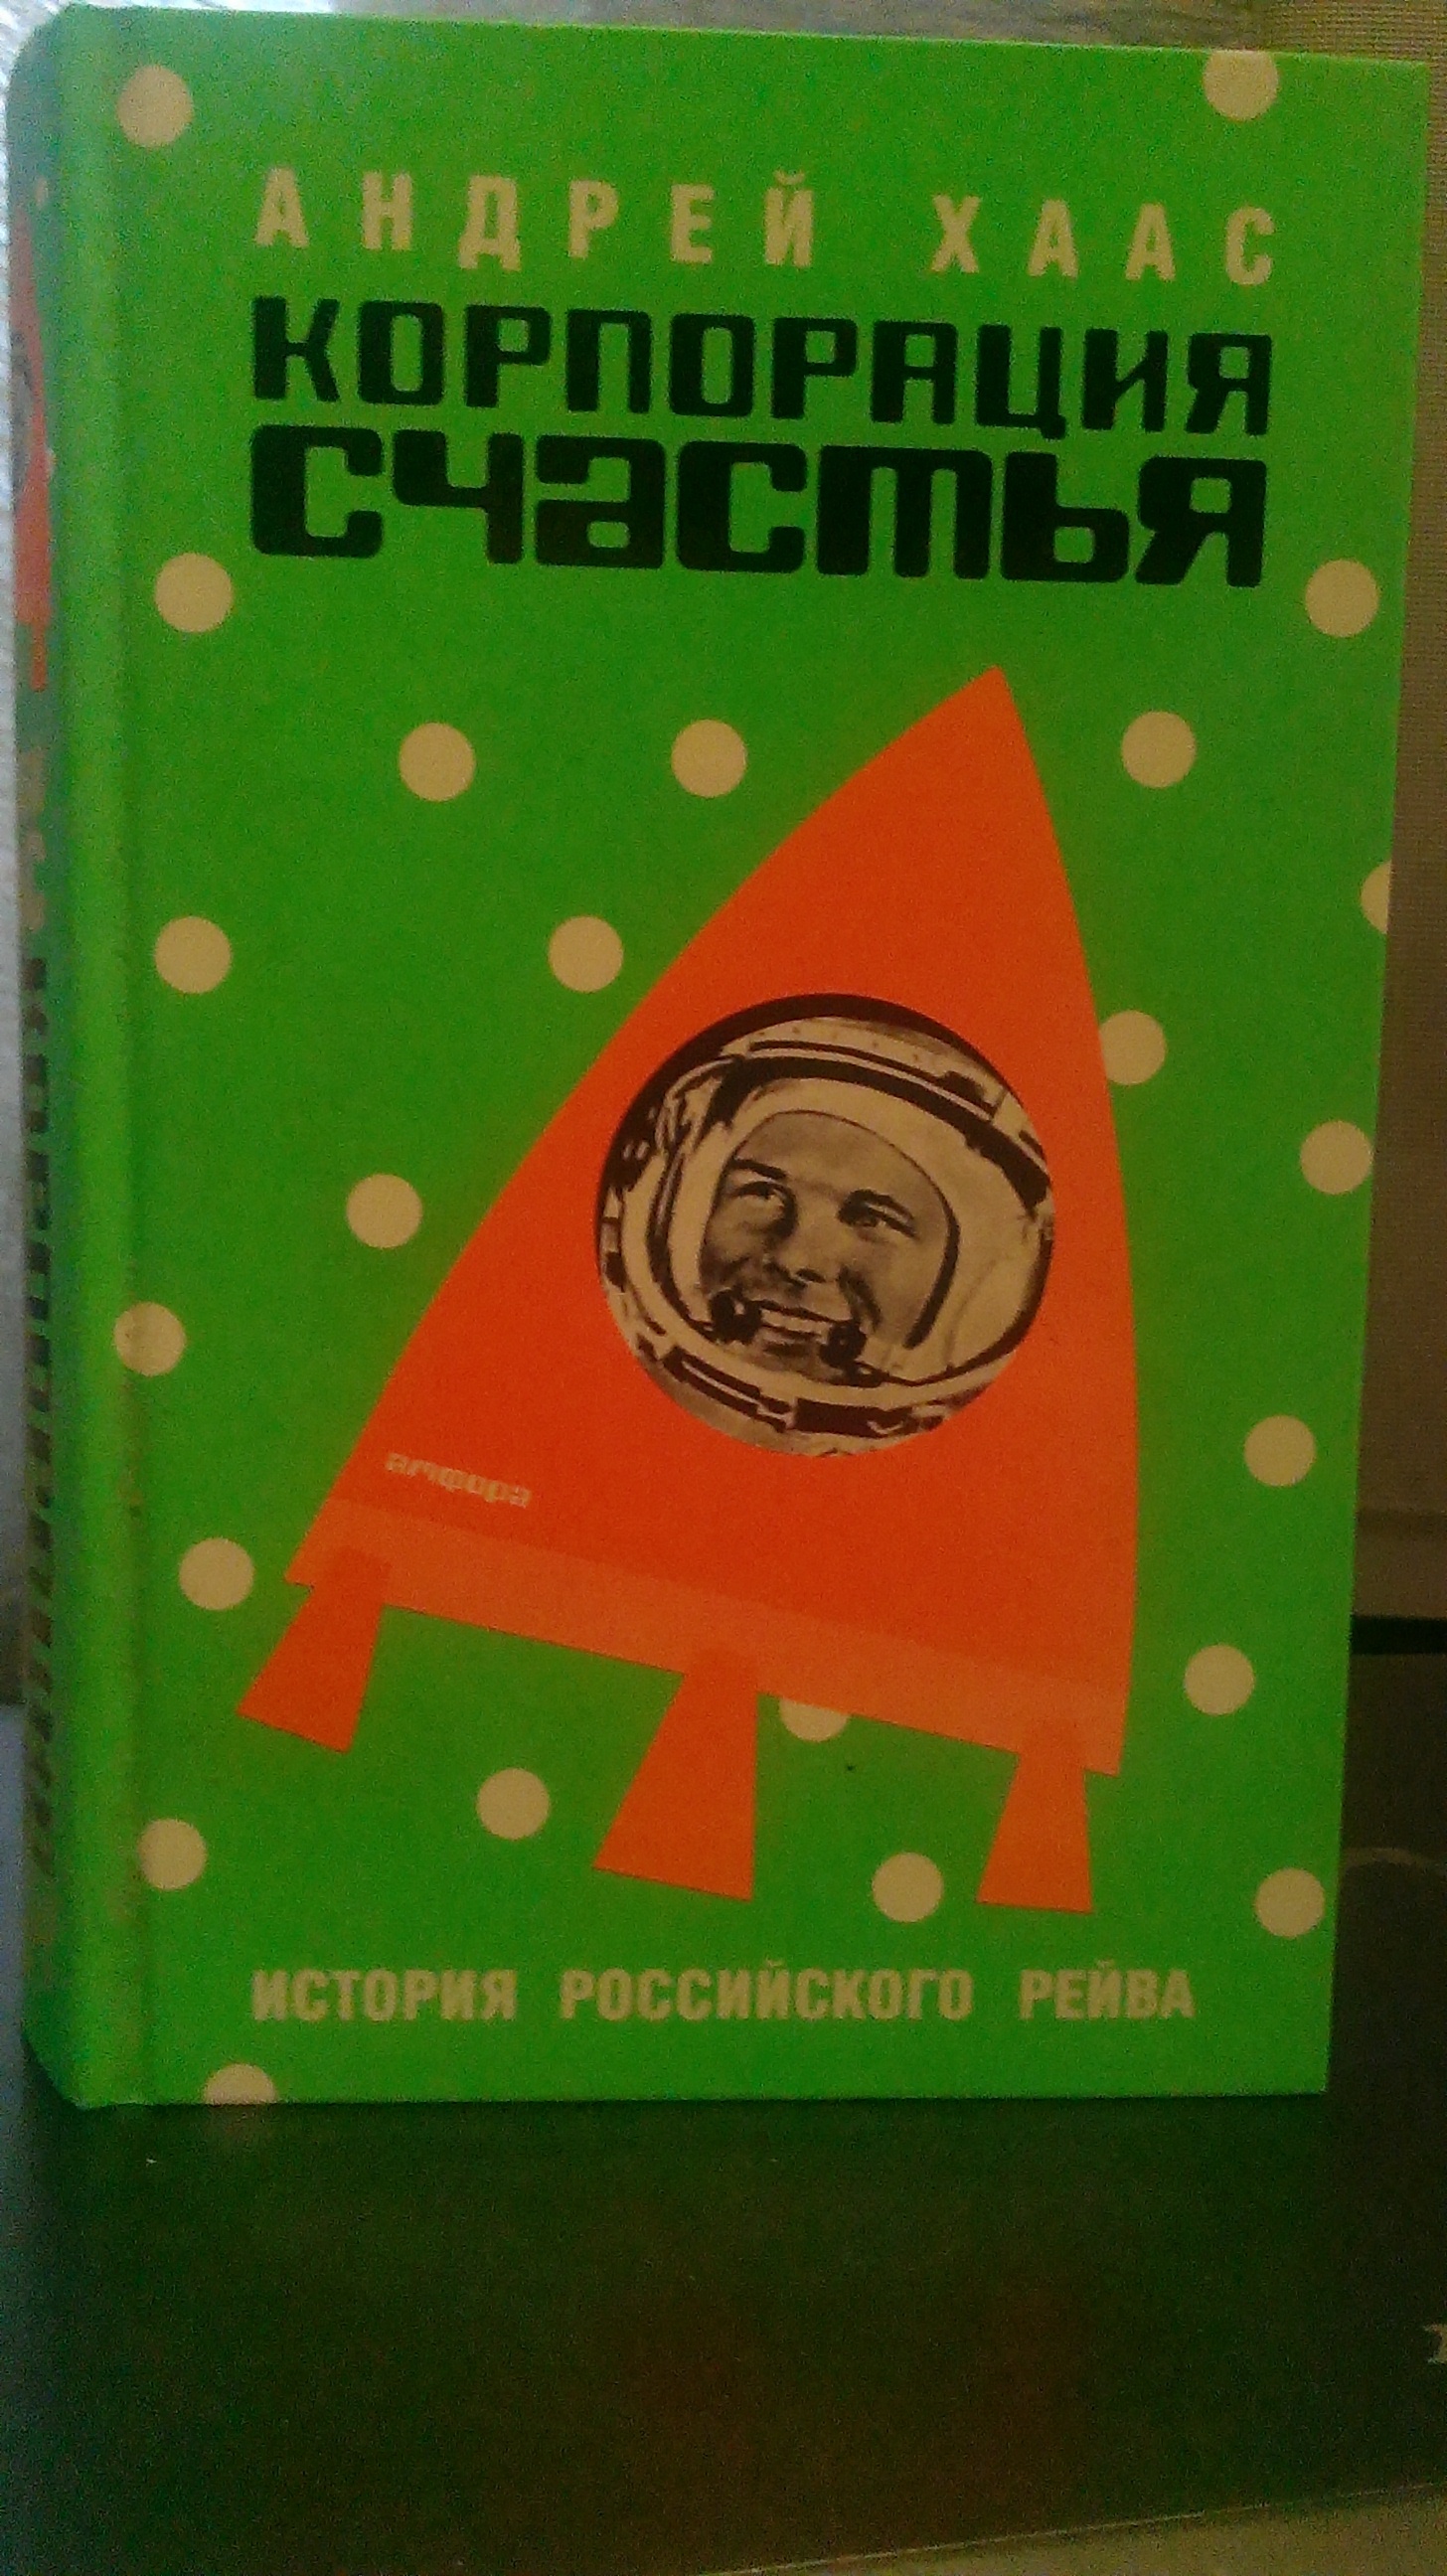 АНДРЕЙ ХААС
КОРПОРАЦИЯ
СЧАСТЬЯ
амфора
ИСТОРИЯ РОССИЙСКОГО РЕЙВА